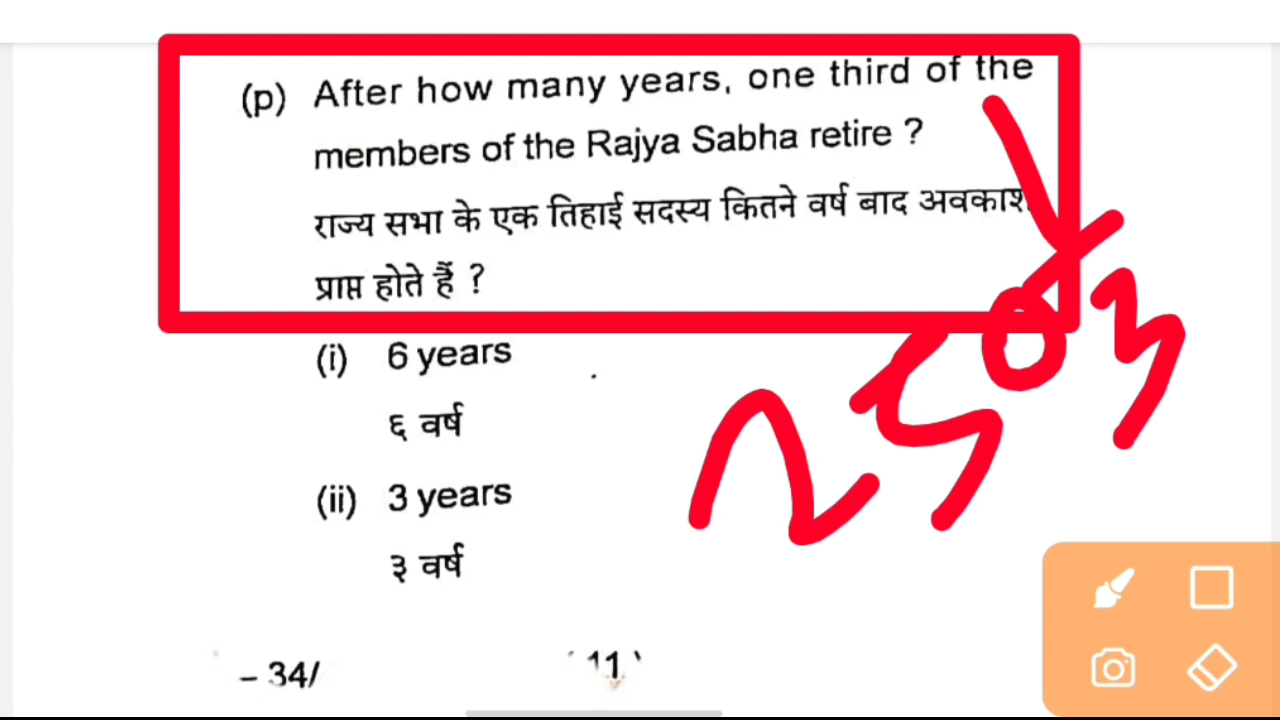 (p) After how many years, one third of the
members of the Rajya Sabha retire ?
राज्य सभा के एक तिहाई सदस्य कितने वर्ष बाद अवकाश
प्राप्त होते हैं ?
(i) 6 years
६ वर्ष
(ii) 3 years
३ वर्ष
– 34/
11